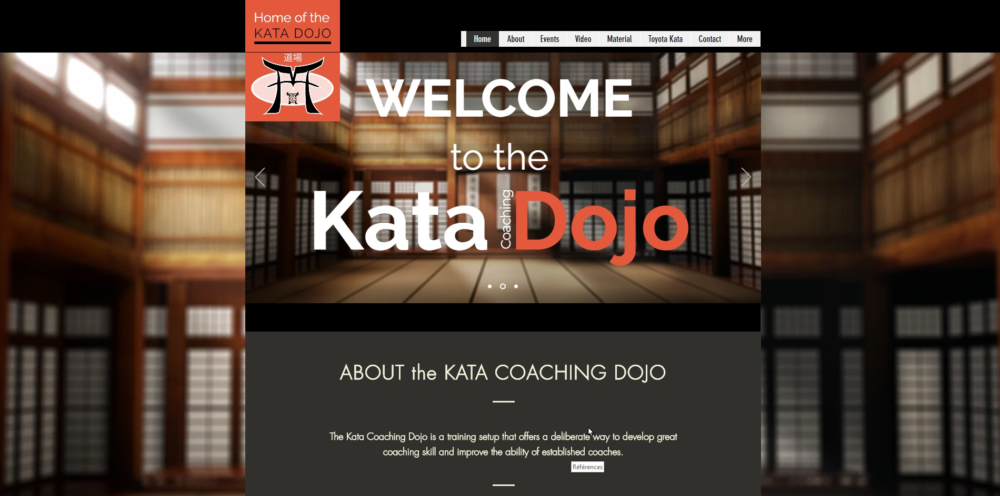 Home of the
KATA DOJO
Home About Events Video Material Toyota Kata Contact More
道場
WELCOME
to the
Kata Coaching Dojo
ABOUT the KATA COACHING DOJO
The Kata Coaching Dojo is a training setup that offers a deliberate way to develop great
coaching skill and improve the ability of established coaches.
Références